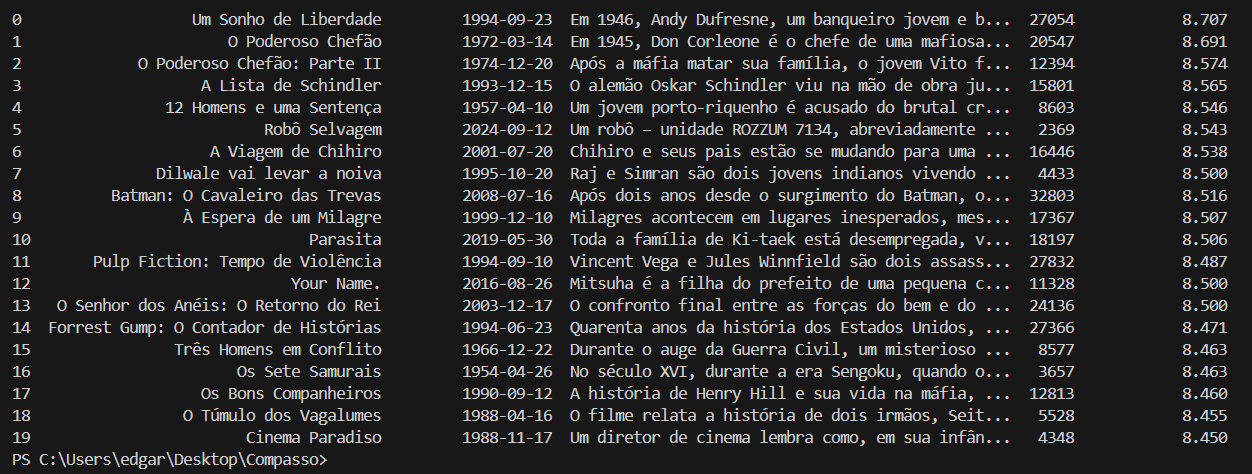 0 Um Sonho de Liberdade 1994-09-23 Em 1946, Andy Dufresne, um banqueiro jovem e b... 27054 8.707
1 O Poderoso Chefão 1972-03-14 Em 1945, Don Corleone é o chefe de uma mafiosa... 20547 8.691
2 O Poderoso Chefão: Parte II 1974-12-20 Após a máfia matar sua família, o jovem Vito f... 12394 8.574
3 A Lista de Schindler 1993-12-15 O alemão Oskar Schindler viu na mão de obra ju... 15801 8.565
4 12 Homens e uma Sentença 1957-04-10 Um jovem porto-riquenho é acusado do brutal cr... 8603 8.546
5 Robô Selvagem 2024-09-12 Um robô – unidade ROZZUM 7134, abreviadamente ... 2369 8.543
6 A Viagem de Chihiro 2001-07-20 Chihiro e seus pais estão se mudando para uma ... 16446 8.538
7 Dilwale vai levar a noiva 1995-10-20 Raj e Simran são dois jovens indianos vivendo ... 4433 8.500
8 Batman: O Cavaleiro das Trevas 2008-07-16 Após dois anos desde o surgimento do Batman, o... 32803 8.516
9 À Espera de um Milagre 1999-12-10 Milagres acontecem em lugares inesperados, mes... 17367 8.507
10 Parasita 2019-05-30 Toda a família de Ki-taek está desempregada, v... 18197 8.506
11 Pulp Fiction: Tempo de Violência 1994-09-10 Vincent Vega e Jules Winnfield são dois assass... 27832 8.487
12 Your Name. 2016-08-26 Mitsuha é a filha do prefeito de uma pequena c... 11328 8.500
13 O Senhor dos Anéis: O Retorno do Rei 2003-12-17 O confronto final entre as forças do bem e do ... 24136 8.500
14 Forrest Gump: O Contador de Histórias 1994-06-23 Quarenta anos da história dos Estados Unidos, ... 27366 8.471
15 Três Homens em Conflito 1966-12-22 Durante o auge da Guerra Civil, um misterioso ... 8577 8.463
16 Os Sete Samurais 1954-04-26 No século XVI, durante a era Sengoku, quando o... 3657 8.463
17 Os Bons Companheiros 1990-09-12 A história de Henry Hill e sua vida na máfia, ... 12813 8.460
18 O Túmulo dos Vagalumes 1988-04-16 O filme relata a história de dois irmãos, Seit... 5528 8.455
19 Cinema Paradiso 1988-11-17 Um diretor de cinema lembra como, em sua infân... 4348 8.450
PS C:\Users\edgar\Desktop\Compasso>